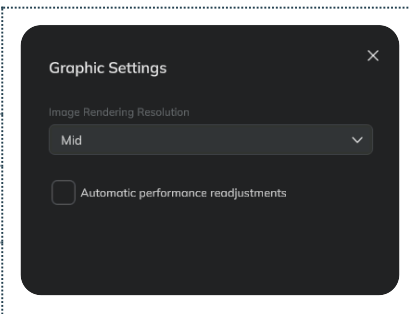 Graphic Settings
Image Rendering Resolution
Mid
Automatic performance readjustments